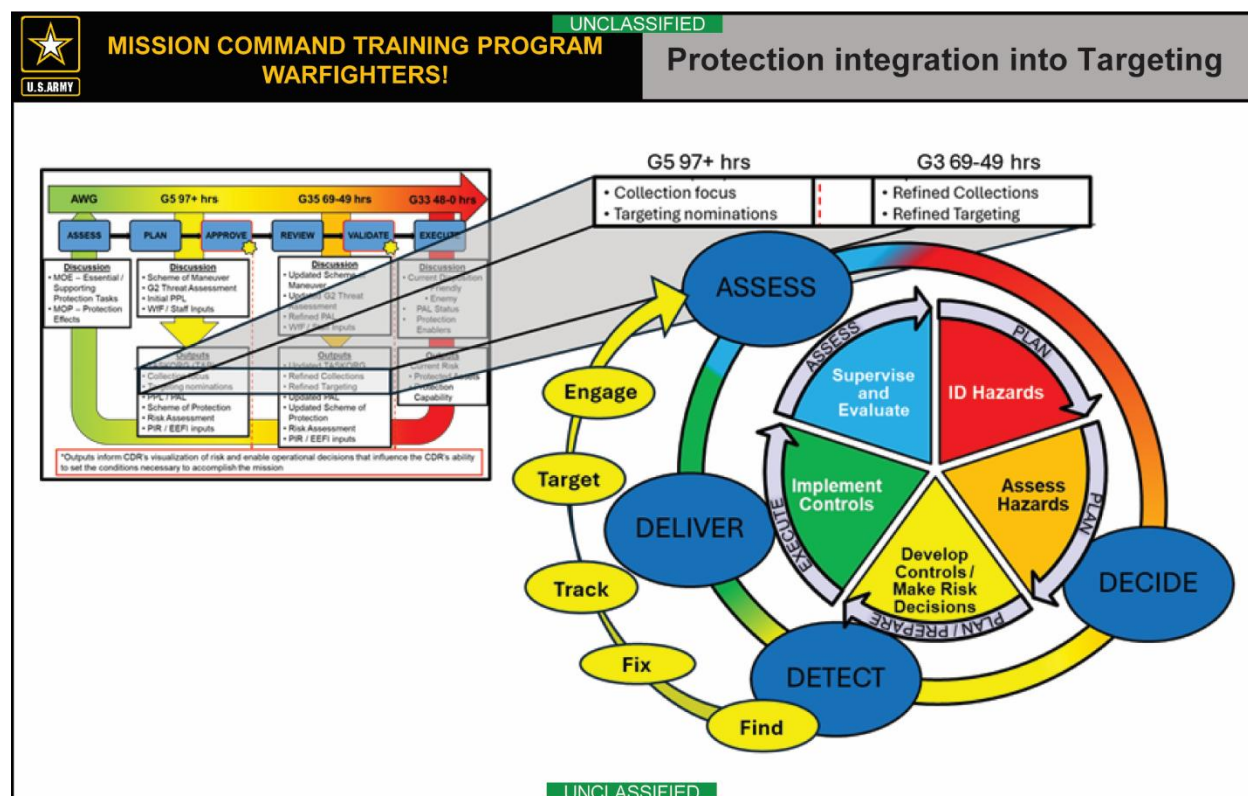 UNCLASSIFIED
U.S.ARMY
MISSION COMMAND TRAINING PROGRAM
WARFIGHTERS!
Protection integration into Targeting
G5 97+ hrs
• Collection focus
• Targeting nominations
G3 69-49 hrs
• Refined Collections
• Refined Targeting
AWG
G5 97+ hrs
G35 69-49 hrs
G33 48-0 hrs
ASSESS
PLAN
APPROVE
REVIEW
VALIDATE
EXECUTE
Discussion
• MOE – Essential /
Supporting
Protection Tasks
• MOP – Protection
Effects
Discussion
• Scheme of Maneuver
• G2 Threat Assessment
• Initial PPL
• WfF / Staff Inputs
Discussion
• Updated Scheme of
Maneuver
• Updated G2 Threat
Assessment
• Refined PAL
• WfF / Staff Inputs
Discussion
• Current Disposition
• Friendly
• Enemy
• PAL Status
• Protection
Enablers
Outputs
• Collection focus
• Targeting nominations
• PPL / PAL
• Scheme of Protection
• Risk Assessment
• PIR / EEFI inputs
Outputs
• Updated TASKORG
• Refined Collections
• Refined Targeting
• Updated PAL
• Updated Scheme of
Protection
• Risk Assessment
• PIR / EEFI inputs
Outputs
• Current Risk
• Protected Assets
• Protection
Capability
*Outputs inform CDR's visualization of risk and enable operational decisions that influence the CDR's ability
to set the conditions necessary to accomplish the mission
ASSESS
DECIDE
DETECT
DELIVER
Engage
Target
Track
Fix
Find
ASSESS
PLAN
PLAN
PLAN / PREPARE
EXECUTE
Supervise
and
Evaluate
ID Hazards
Assess
Hazards
Develop
Controls /
Make Risk
Decisions
Implement
Controls
UNCLASSIFIED